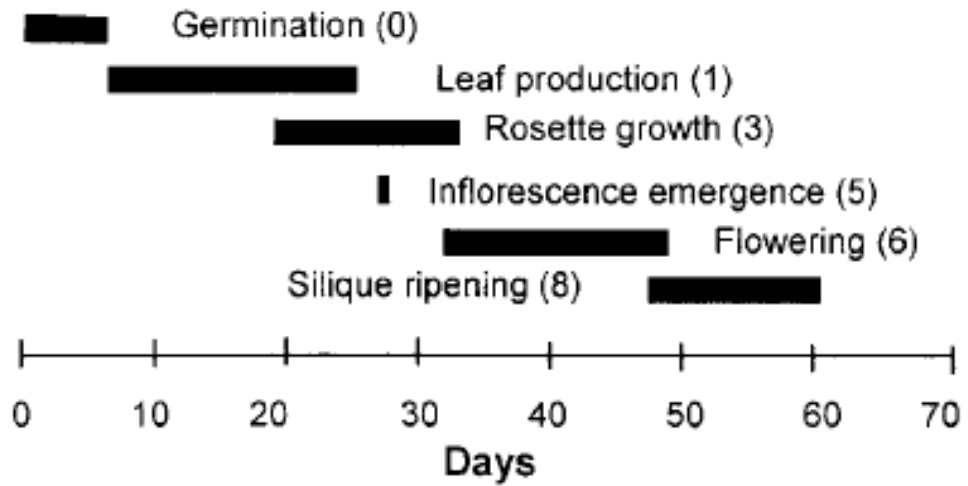 Germination (0)
Leaf production (1)
Rosette growth (3)
Inflorescence emergence (5)
Flowering (6)
Silique ripening (8)
0 10 20 30 40 50 60 70
Days